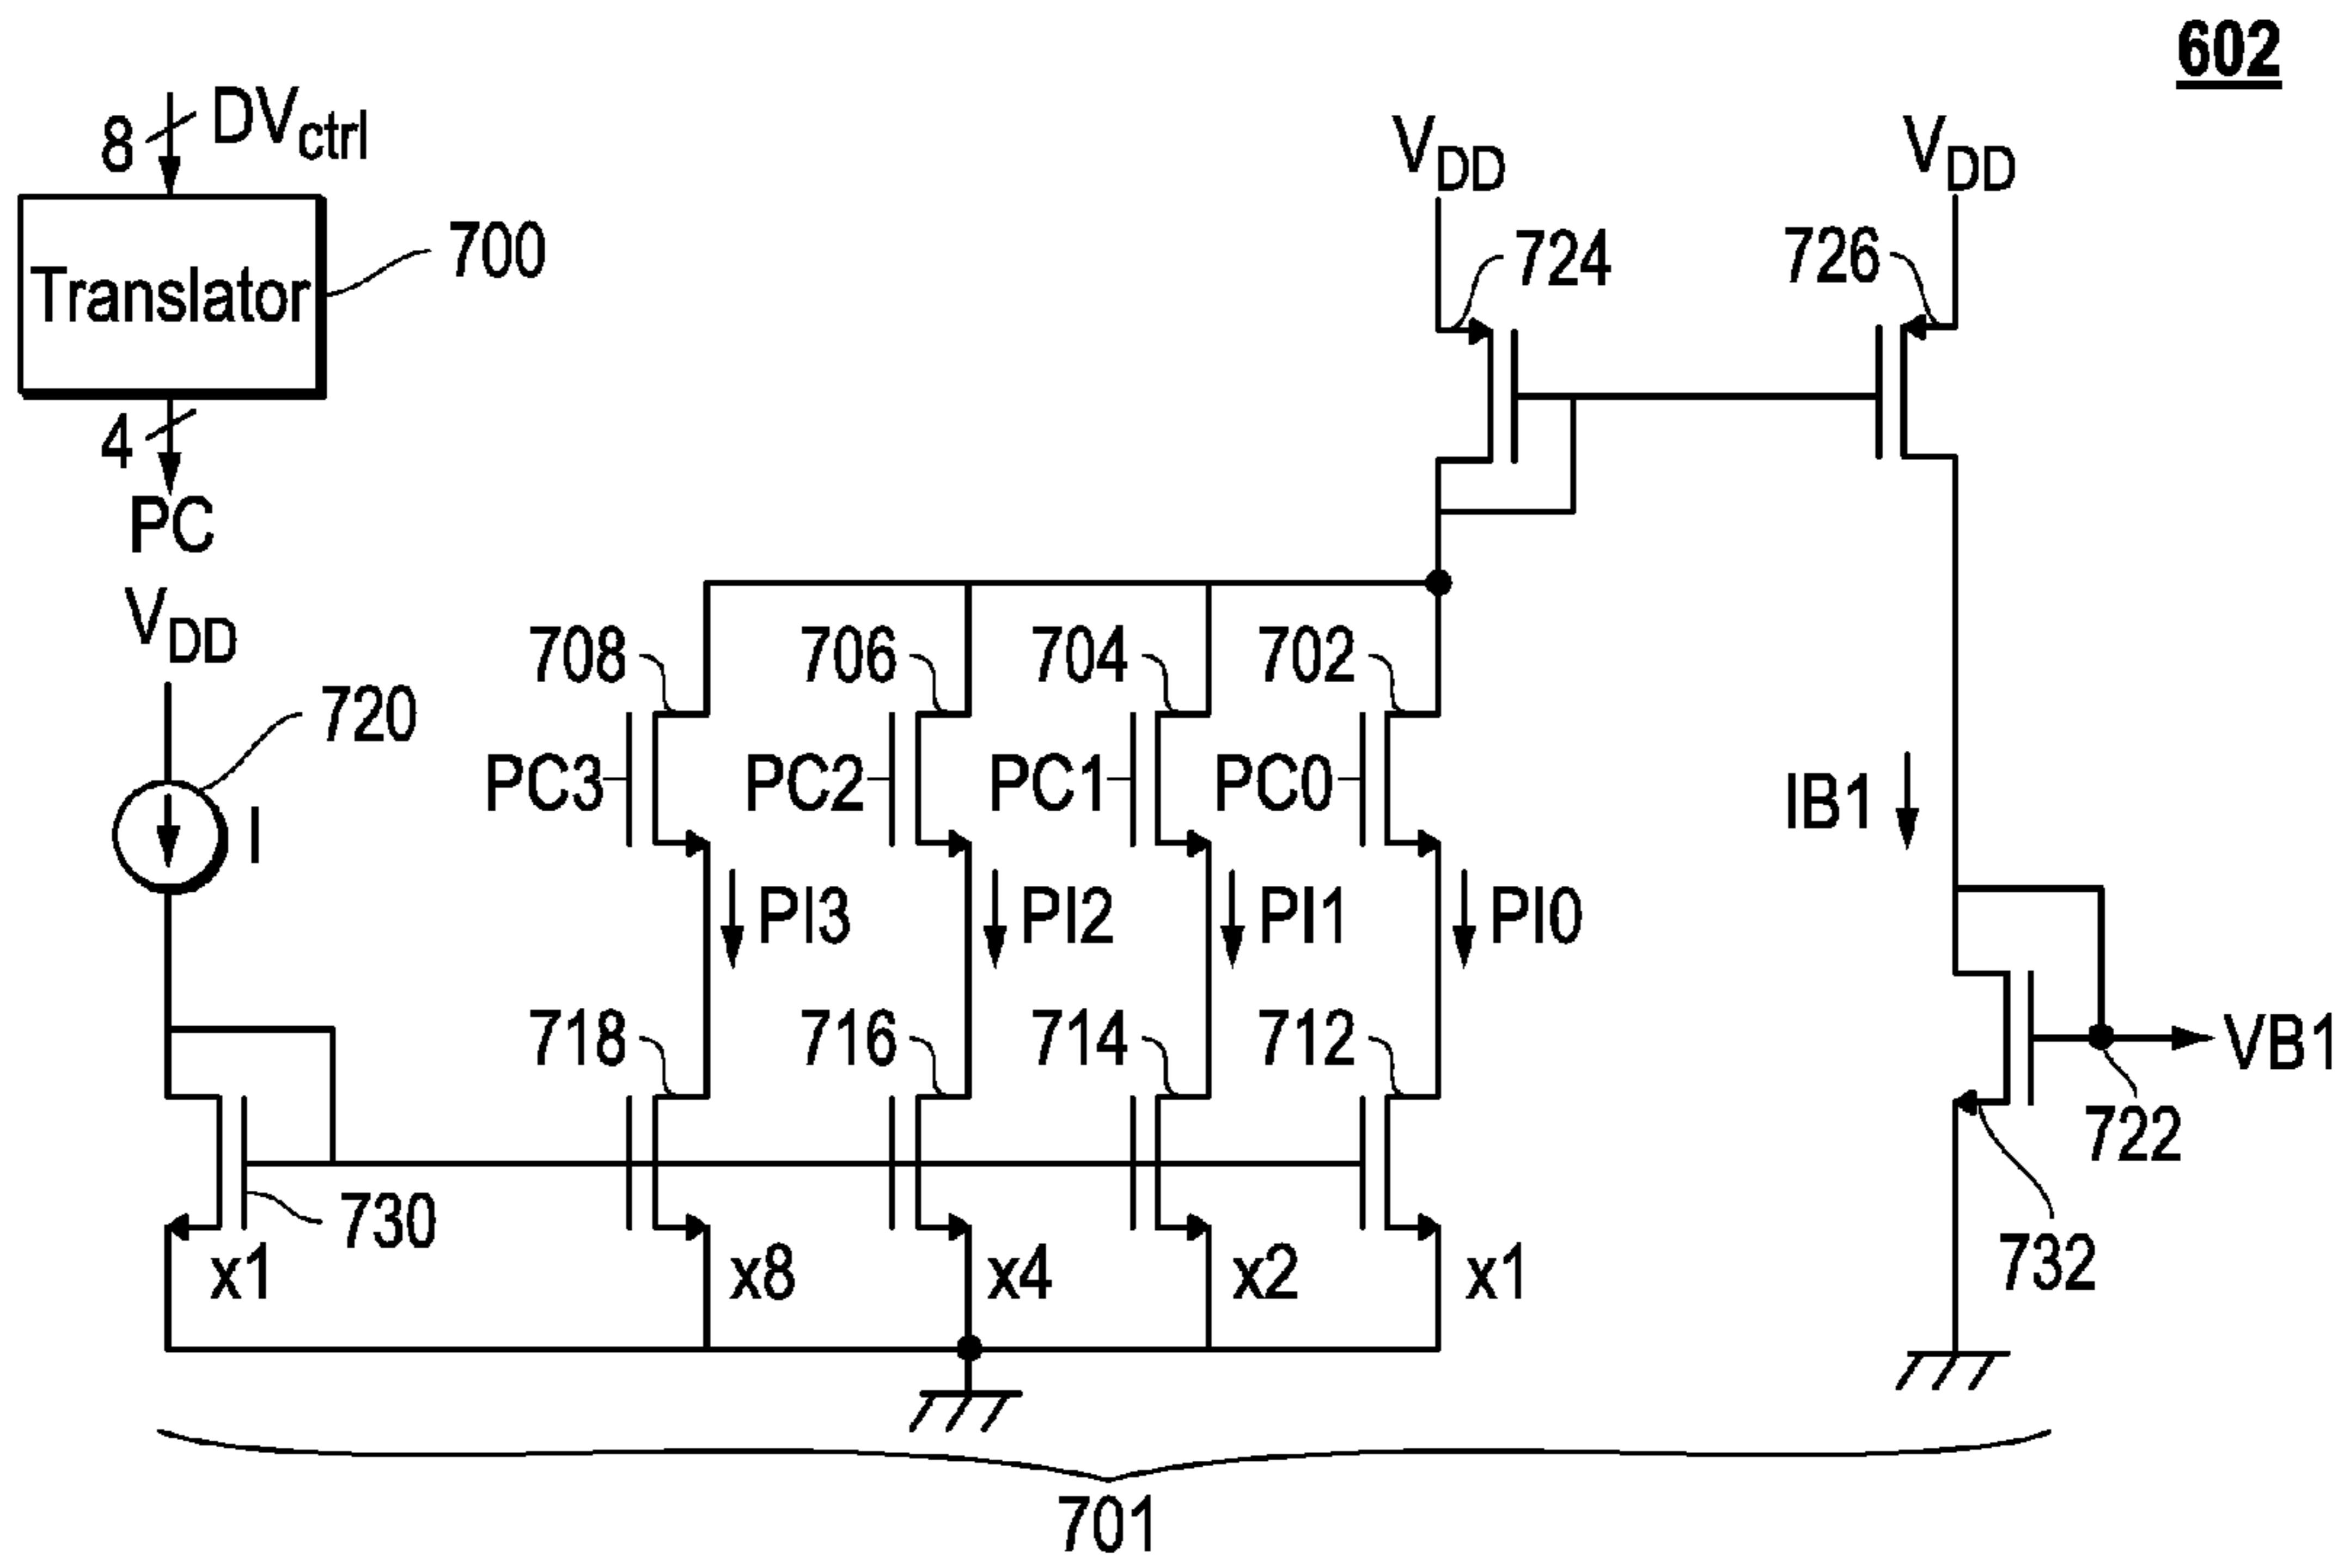 602
8 DVctrl
Translator
700
4
PC
VDD
720
I
730
x1
VDD
VDD
724
726
708
706
704
702
PC3
PC2
PC1
PC0
PI3
PI2
PI1
PI0
718
716
714
712
x8
x4
x2
x1
IB1
VB1
722
732
701